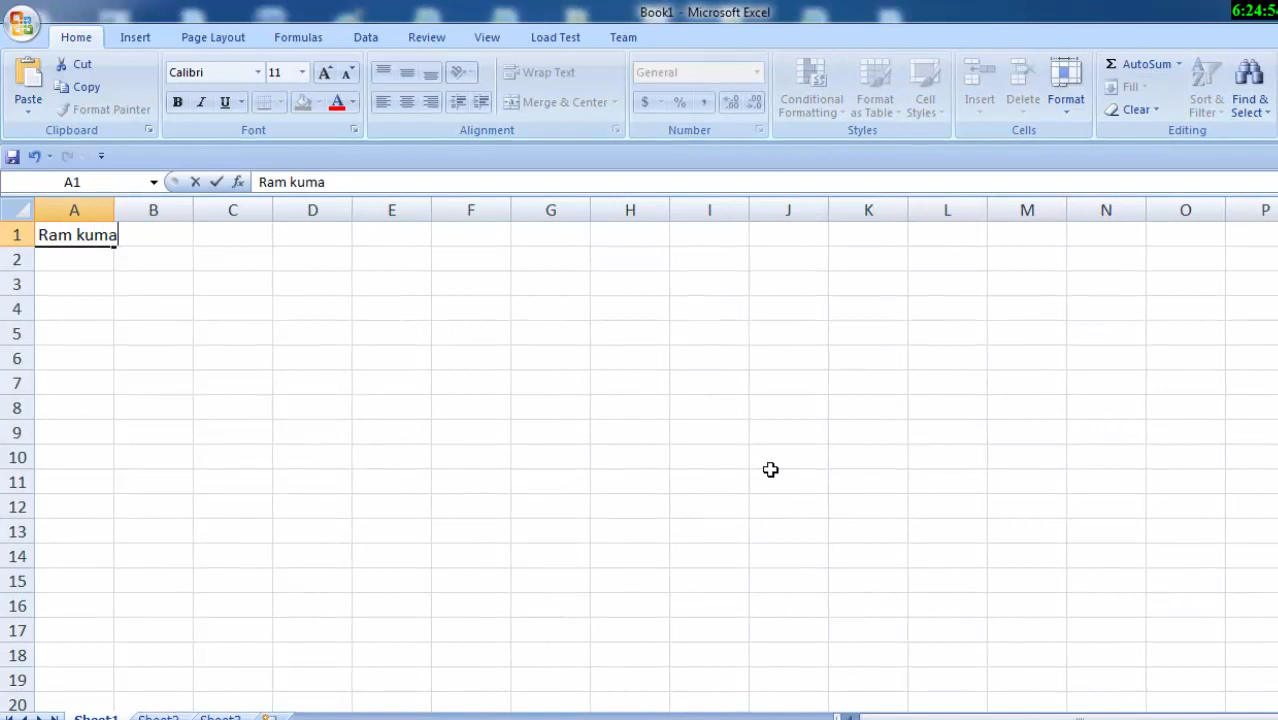 Book1 - Microsoft Excel
6:24:5
Home Insert Page Layout Formulas Data Review View Load Test Team
Paste
Cut
Copy
Format Painter
Clipboard
Calibri 11 A A
B I U A
Font
Wrap Text
Merge & Center
Alignment
General
$ % ,
Number
Conditional Formatting
Format as Table
Cell Styles
Styles
Insert Delete Format
Cells
Σ AutoSum
Fill
Clear
Sort & Filter
Find & Select
Editing
A1 fx Ram kuma
A B C D E F G H I J K L M N O P
1 Ram kuma
2
3
4
5
6
7
8
9
10
11
12
13
14
15
16
17
18
19
20
Sheet1 Sheet2 Sheet3